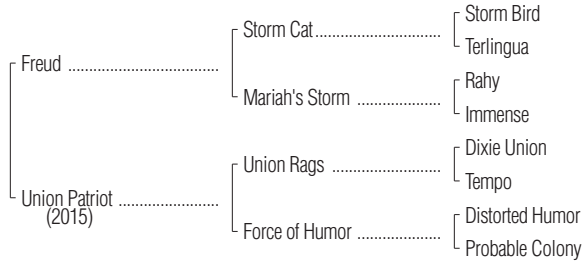 Storm Bird
Storm Cat..................................
Terlingua
Freud .........................................
Rahy
Mariah's Storm ......................
Immense
Dixie Union
Union Rags ............................
Tempo
Union Patriot ...........................
(2015)
Distorted Humor
Force of Humor ......................
Probable Colony